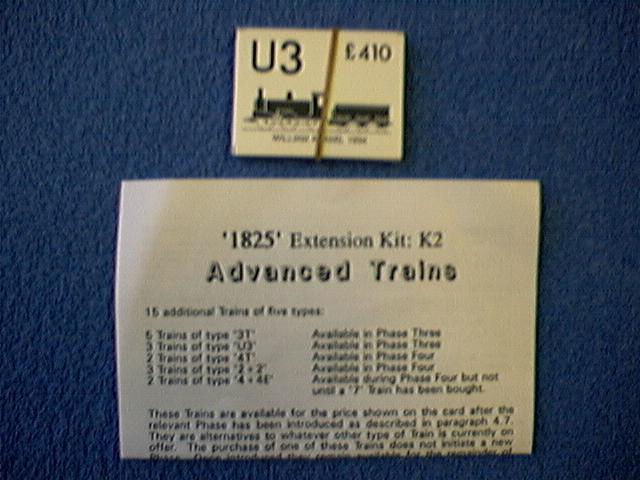 U3 £410
'1825' Extension Kit: K2
Advanced Trains
15 additional Trains of five types:
5 Trains of type "3T" Available in Phase Three
3 Trains of type "U3" Available in Phase Three
2 Trains of type "4T" Available in Phase Four
3 Trains of type "2+2" Available in Phase Four
2 Trains of type "4+4E" Available during Phase Four but not
until a "7" Train has been bought.
These Trains are available for the price shown on the card after the
relevant Phase has been introduced as described in paragraph 4.7.
They are alternatives to whatever other type of Train is currently on
offer. The purchase of one of these Trains does not initiate a new